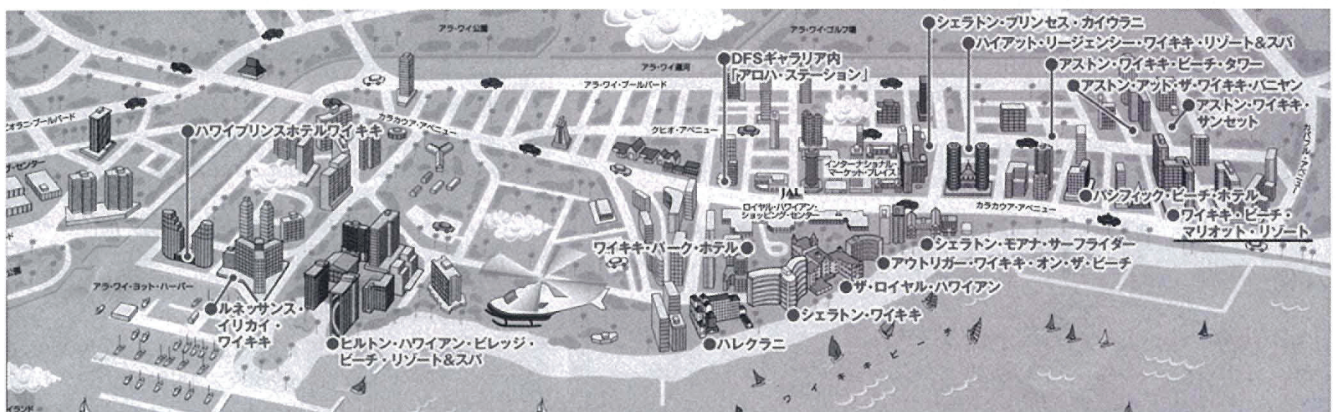 アラ・ワイ公園
アラ・ワイ・ゴルフ場
シェラトン・プリンセス・カイウラニ
ハイアット・リージェンシー・ワイキキ・リゾート&スパ
DFSギャラリア内
「アロハ・ステーション」
アラ・ワイ運河
アストン・ワイキキ・ビーチ・タワー
アラ・ワイ・ブールバード
アストン・アット・ザ・ワイキキ・バニヤン
アストン・ワイキキ・
サンセット
ハワイプリンスホテルワイキキ
カラカウア・アベニュー
クヒオ・アベニュー
インターナショナル・
マーケット・プレイス
JAL
ロイヤル・ハワイアン・
ショッピング・センター
カラカウア・アベニュー
パシフィック・ビーチ・ホテル
ワイキキ・ビーチ・
マリオット・リゾート
ワイキキ・パーク・ホテル
シェラトン・モアナ・サーフライダー
アウトリガー・ワイキキ・オン・ザ・ビーチ
ザ・ロイヤル・ハワイアン
アラ・ワイ・ヨット・ハーバー
ルネッサンス・
イリカイ・
ワイキキ
シェラトン・ワイキキ
ヒルトン・ハワイアン・ビレッジ・
ビーチ・リゾート&スパ
ハレクラニ
ワイキキビーチ